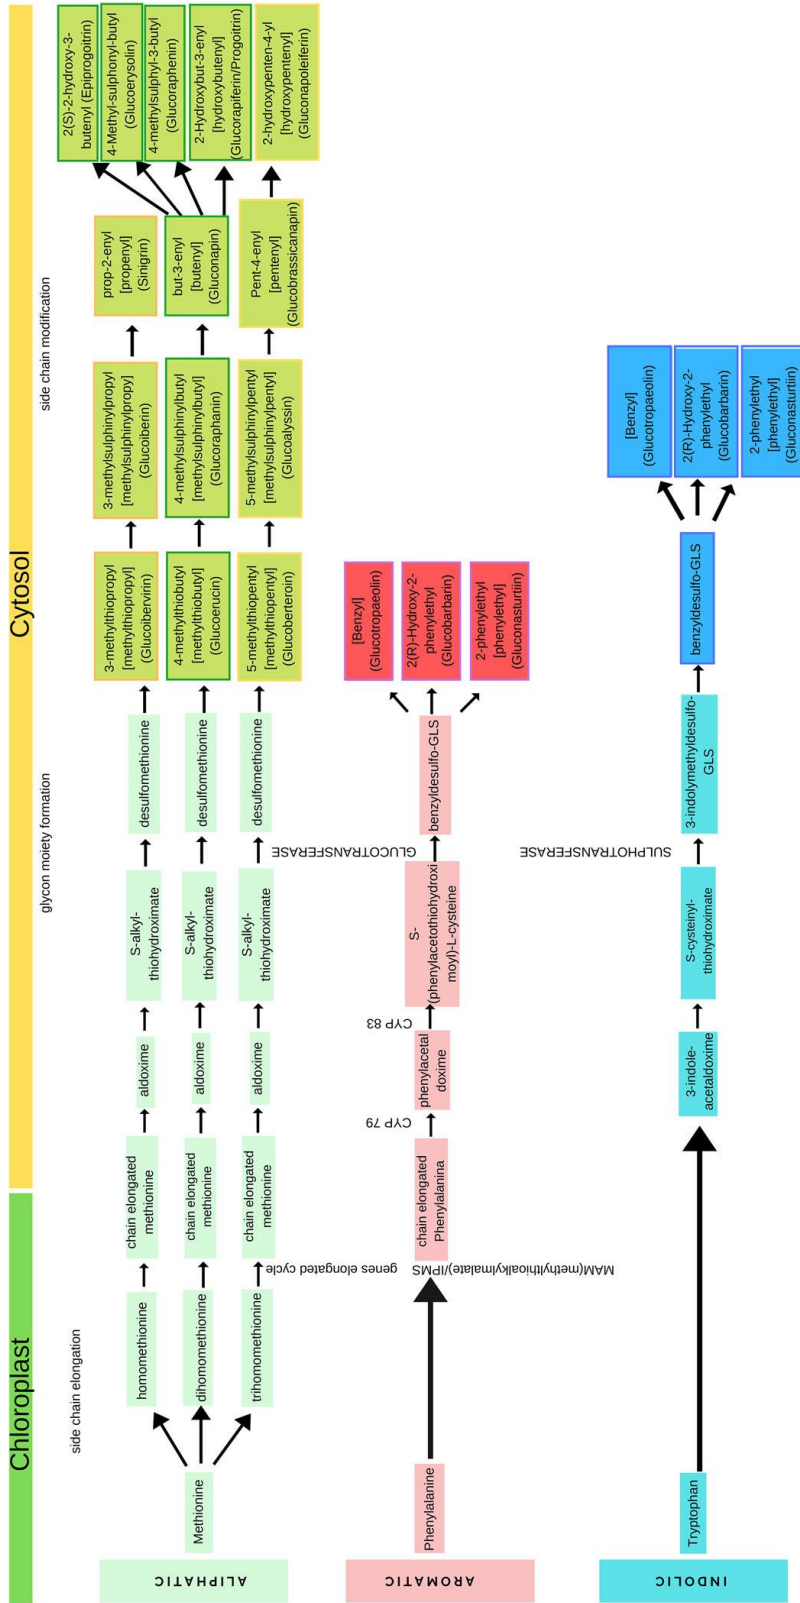 Chloroplast
Cytosol
side chain elongation
glycon moiety formation
side chain modification
ALIPHATIC
Methionine
homomethionine
chain elongated
methionine
aldoxime
S-alkyl-
thiohydroximate
desulfomethionine
3-methylthiopropyl
[methylthiopropyl]
(Glucoibervirin)
3-methylsulphinylpropyl
[methylsulphinylpropy]
(Glucoiberin)
prop-2-enyl
[propenyl]
(Sinigrin)
dihomomethionine
chain elongated
methionine
aldoxime
S-alkyl-
thiohydroximate
desulfomethionine
4-methylthiobutyl
[methylthiobutyl]
(Glucoerucin)
4-methylsulphinylbutyl
[methylsulphinylbutyl]
(Glucoraphanin)
but-3-enyl
[butenyl]
(Gluconapin)
2(S)-2-hydroxy-3-
butenyl (Epiprogoitrin)
4-Methyl-sulphonyl-butyl
(Glucoerysolin)
4-methylsulphyl-3-butyl
(Glucoraphenin)
2-Hydroxybut-3-enyl
[hydroxybutenyl]
(Glucorapiferin/Progoitrin)
trihomomethionine
chain elongated
methionine
aldoxime
S-alkyl-
thiohydroximate
desulfomethionine
5-methylthiopentyl
[methylthiopentyl]
(Glucoberteroin)
5-methylsulphinylpentyl
[methylsulphinylpentyl]
(Glucoalyssin)
Pent-4-enyl
[pentenyl]
(Glucobrassicanapin)
2-hydroxypenten-4-yl
[hydroxypentenyl]
(Gluconapoleiferin)
genes elongated cycle
MAM(methylthioalkylmalate)/IPMS
CYP 79
CYP 83
GLUCOTRANSFERASE
SULPHOTRANSFERASE
AROMATIC
Phenylalanine
chain elongated
Phenylalanina
phenylacetal
doxime
S-
(phenylacetothiohydroxi
moyl)-L-cysteine
benzyldesulfo-GLS
[Benzyl]
(Glucotropaeolin)
2(R)-Hydroxy-2-
phenylethyl
(Glucobarbarin)
2-phenylethyl
[phenylethyl]
(Gluconasturtiin)
INDOLIC
Tryptophan
3-indole-
acetaldoxime
S-cysteinyl-
thiohydroximate
3-indolymethyldesulfo-
GLS
benzyldesulfo-GLS
[Benzyl]
(Glucotropaeolin)
2(R)-Hydroxy-2-
phenylethyl
(Glucobarbarin)
2-phenylethyl
[phenylethyl]
(Gluconasturtiin)